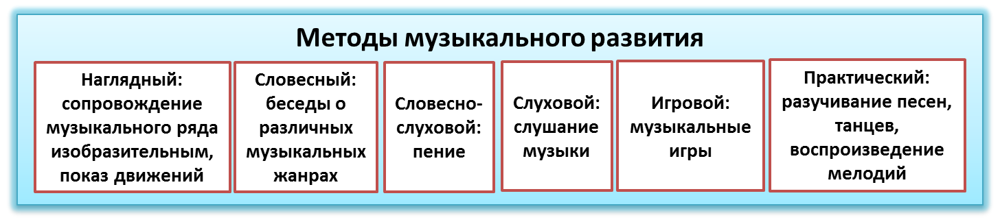 Методы музыкального развития
Наглядный:
сопровождение
музыкального ряда
изобразительным,
показ движений
Словесный:
беседы о
различных
музыкальных
жанрах
Словесно-
слуховой:
пение
Слуховой:
слушание
музыки
Игровой:
музыкальные
игры
Практический:
разучивание песен,
танцев,
воспроизведение
мелодий